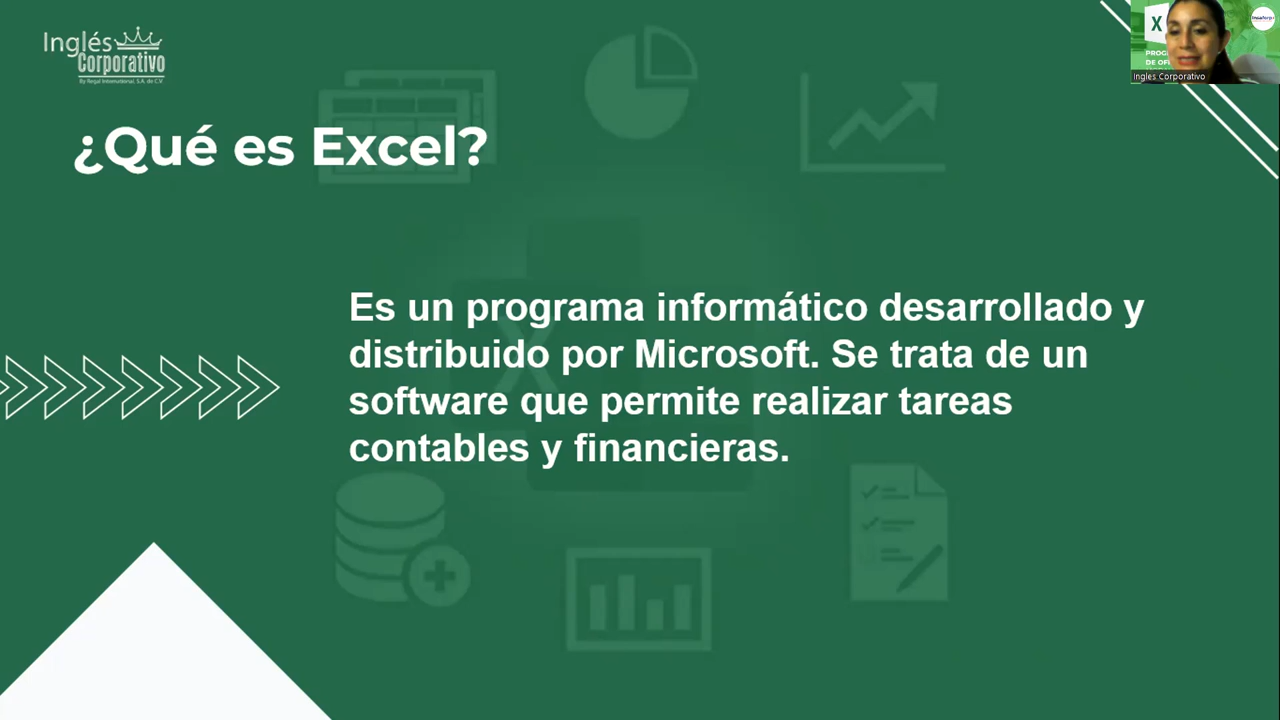 Inglés
Corporativo
By Regal International, S.A. de C.V.
¿Qué es Excel?
Es un programa informático desarrollado y
distribuido por Microsoft. Se trata de un
software que permite realizar tareas
contables y financieras.
X
Ingles Corporativo